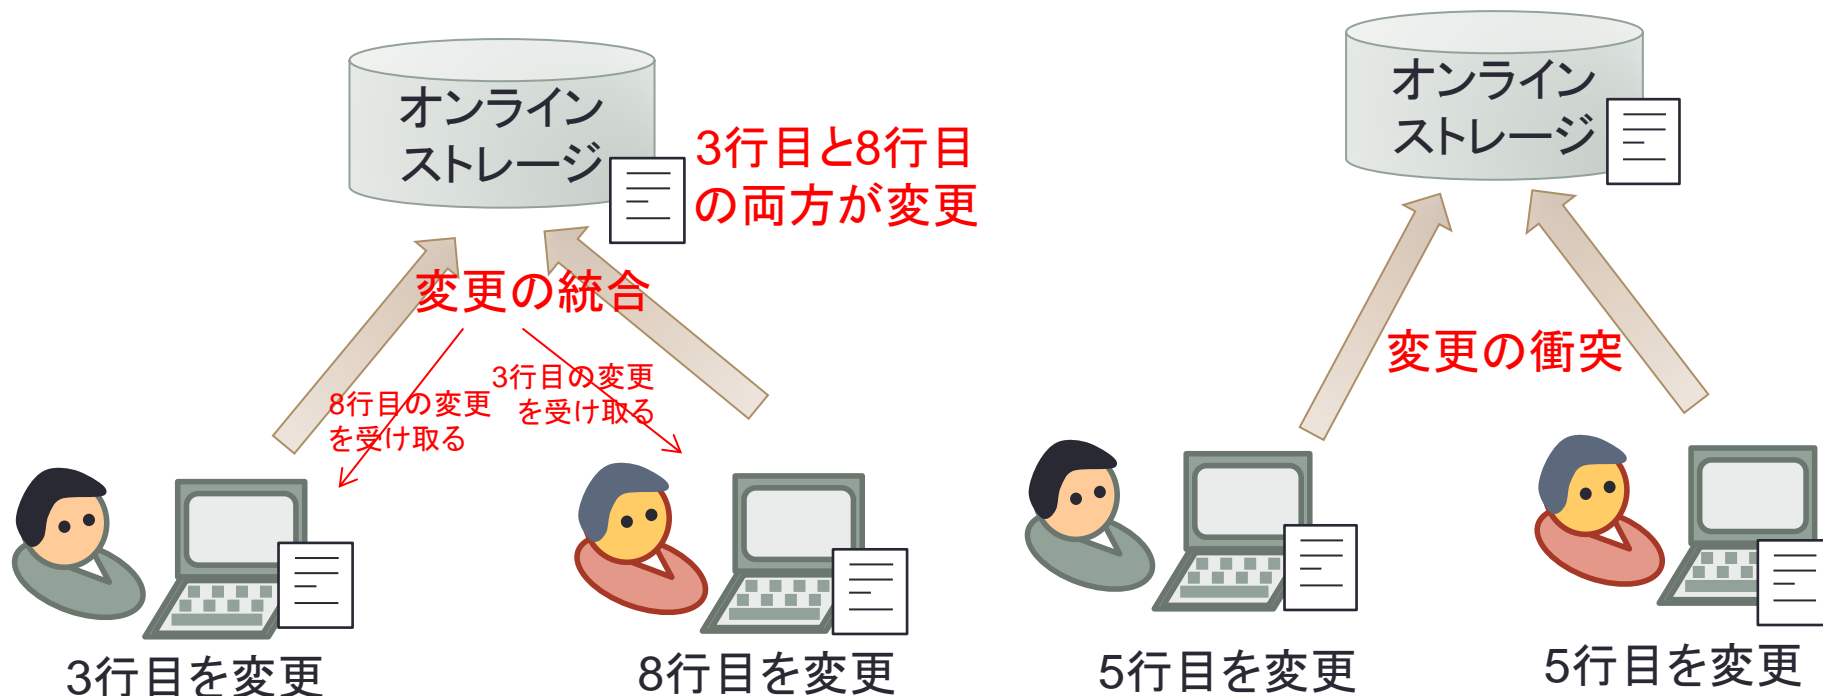 オンライン
ストレージ
3行目と8行目
の両方が変更
変更の統合
8行目の変更
を受け取る
3行目の変更
を受け取る
3行目を変更
8行目を変更
オンライン
ストレージ
変更の衝突
5行目を変更
5行目を変更